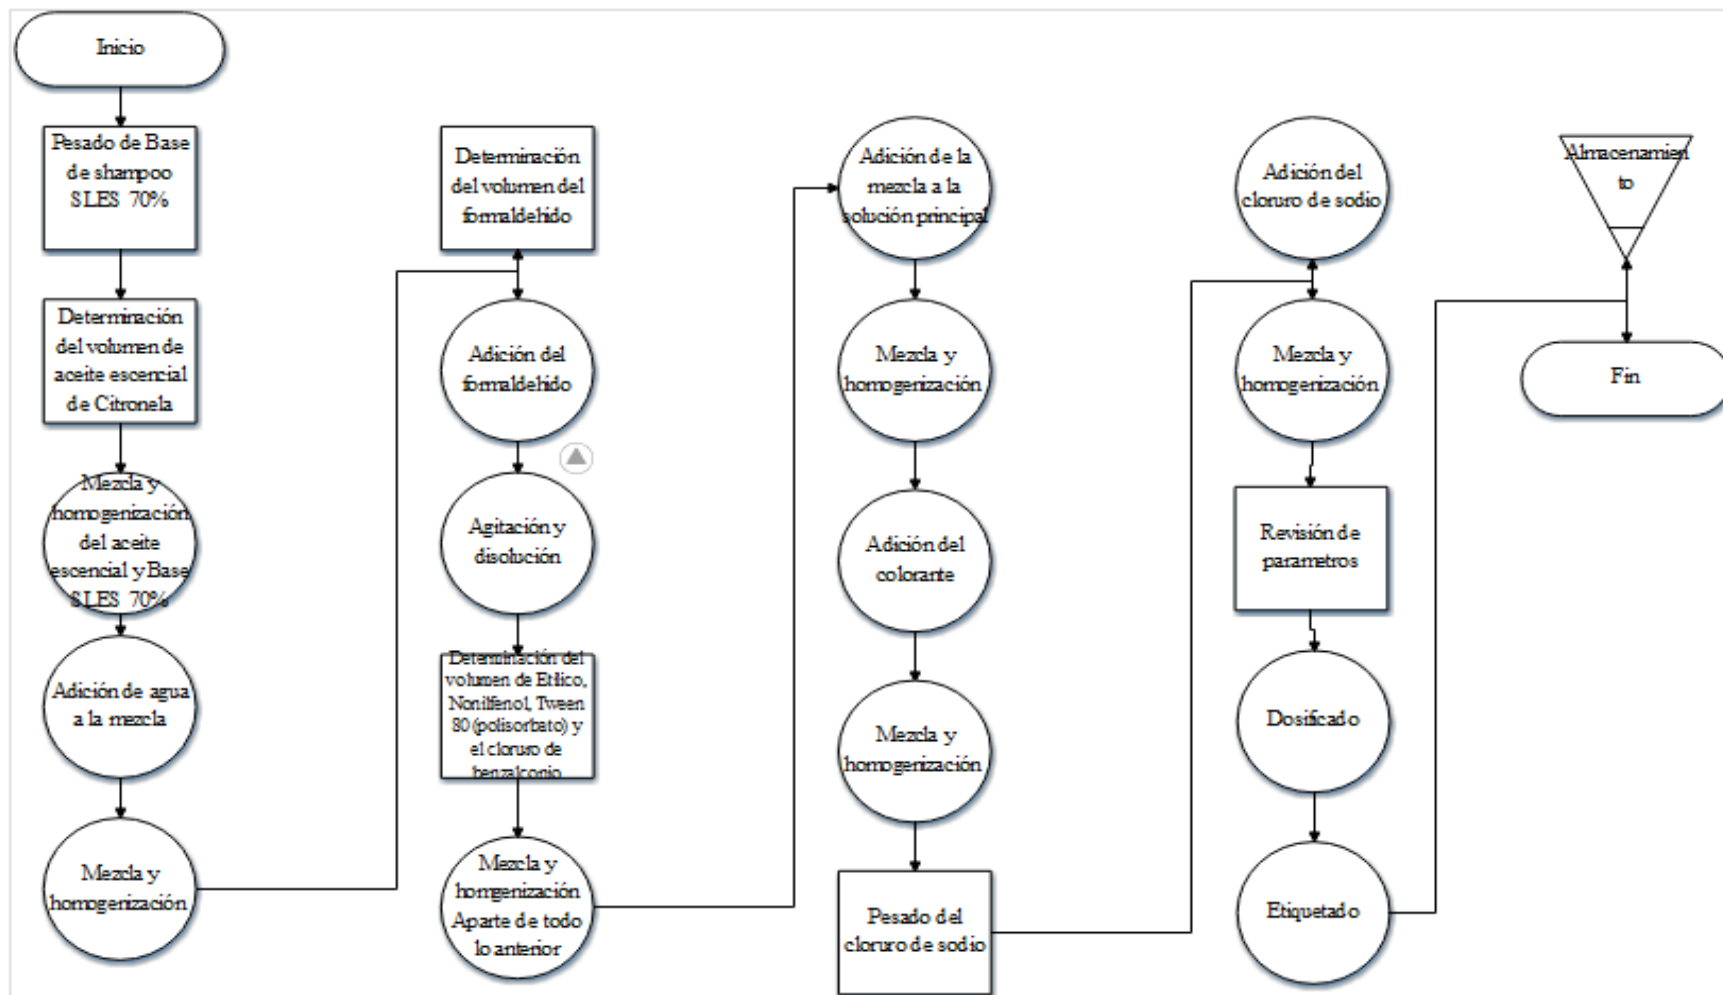 Inicio
Pesado de Base
de shampoo
SLES 70%
Determinación
del volumen de
aceite escencial
de Citronela
Mezcla y
homogenización
del aceite
escencial y Base
SLES 70%
Adición de agua
a la mezcla
Mezcla y
homogenización
Determinación
del volumen del
formaldehido
Adición del
formaldehido
Agitación y
disolución
Determinación del
volumen de Etilico,
Nonilfenol, Tween
80 (polisorbato) y
el cloruro de
benzalconio
Mezcla y
homgenización
Aparte de todo
lo anterior
Adición de la
mezcla a la
solución principal
Mezcla y
homogenización
Adición del
colorante
Mezcla y
homogenización
Pesado del
cloruro de sodio
Adición del
cloruro de sodio
Mezcla y
homogenización
Revisión de
parametros
Dosificado
Etiquetado
Almacenamien
to
Fin